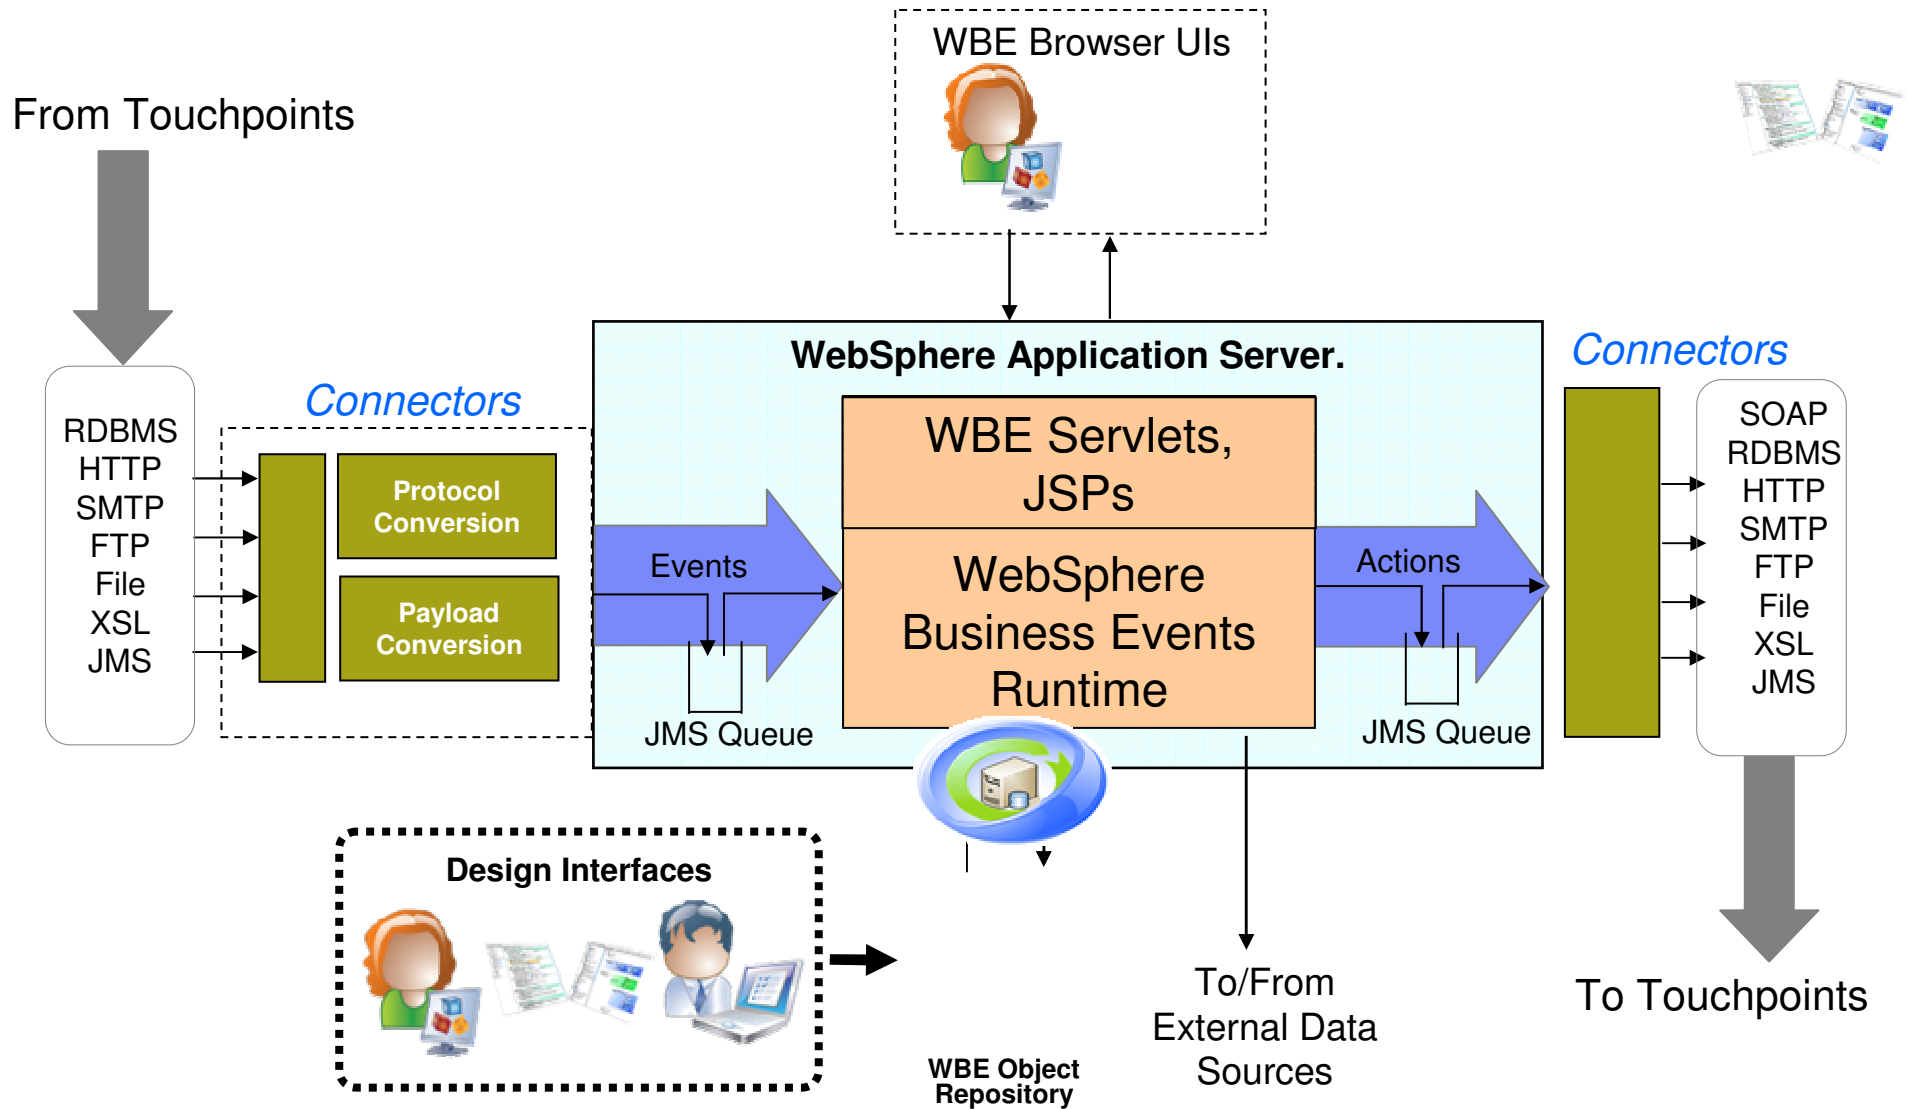 WBE Browser UIs
From Touchpoints
WebSphere Application Server.
Connectors
Connectors
RDBMS
HTTP
SMTP
FTP
File
XSL
JMS
Protocol
Conversion
Payload
Conversion
Events
JMS Queue
WBE Servlets,
JSPs
WebSphere
Business Events
Runtime
Actions
JMS Queue
SOAP
RDBMS
HTTP
SMTP
FTP
File
XSL
JMS
Design Interfaces
WBE Object
Repository
To/From
External Data
Sources
To Touchpoints